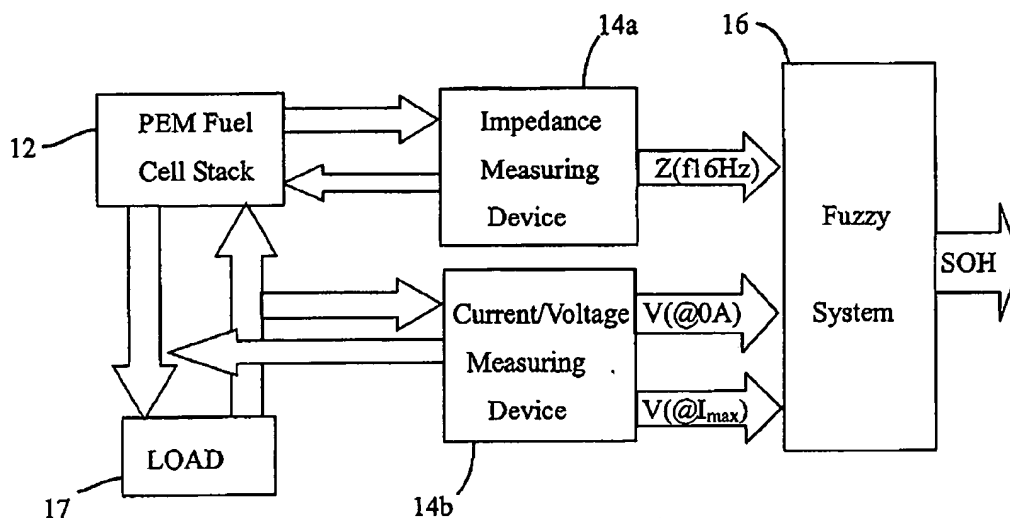 14a
16
12
PEM Fuel
Cell Stack
Impedance
Measuring
Device
Z(f16Hz)
Fuzzy
System
SOH
Current/Voltage
Measuring
Device
V(@0A)
V(@Imax)
LOAD
17
14b